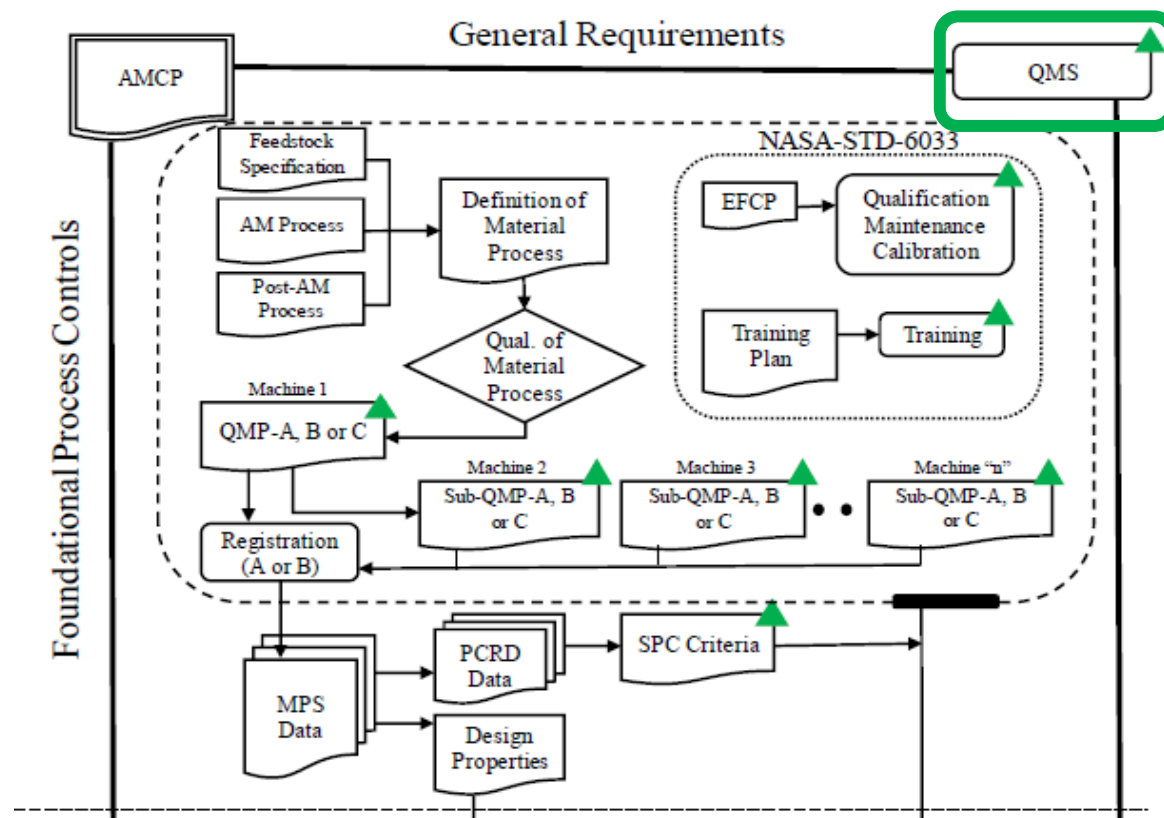 General Requirements
AMCP
QMS
Foundational Process Controls
Feedstock
Specification
AM Process
Post-AM
Process
Definition of
Material
Process
Qual. of
Material
Process
NASA-STD-6033
EFCP
Qualification
Maintenance
Calibration
Training
Plan
Training
Machine 1
QMP-A, B or C
Machine 2
Sub-QMP-A, B
or C
Machine 3
Sub-QMP-A, B
or C
Machine “n”
Sub-QMP-A, B
or C
Registration
(A or B)
MPS
Data
PCRD
Data
SPC Criteria
Design
Properties